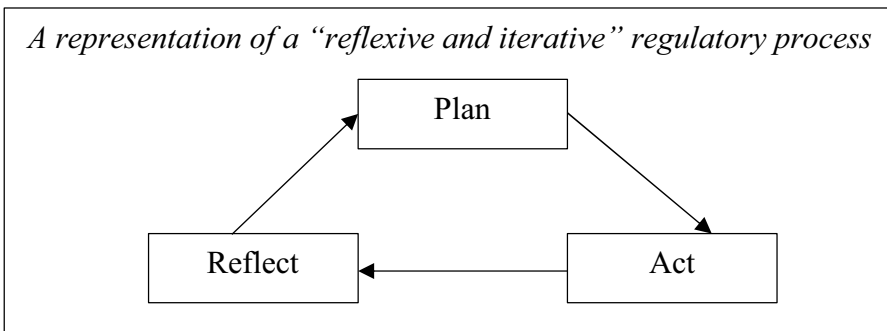 A representation of a “reflexive and iterative” regulatory process
Plan
Reflect
Act